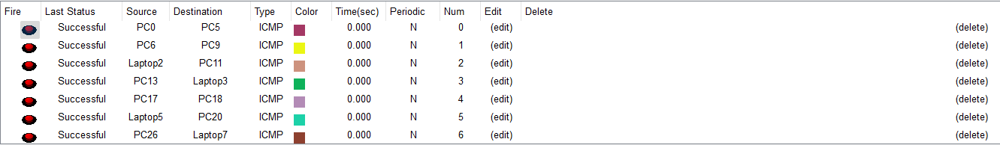 Fire Last Status Source Destination Type Color Time(sec) Periodic Num Edit Delete
Successful PC0 PC5 ICMP 0.000 N 0 (edit) (delete)
Successful PC6 PC9 ICMP 0.000 N 1 (edit) (delete)
Successful Laptop2 PC11 ICMP 0.000 N 2 (edit) (delete)
Successful PC13 Laptop3 ICMP 0.000 N 3 (edit) (delete)
Successful PC17 PC18 ICMP 0.000 N 4 (edit) (delete)
Successful Laptop5 PC20 ICMP 0.000 N 5 (edit) (delete)
Successful PC26 Laptop7 ICMP 0.000 N 6 (edit) (delete)